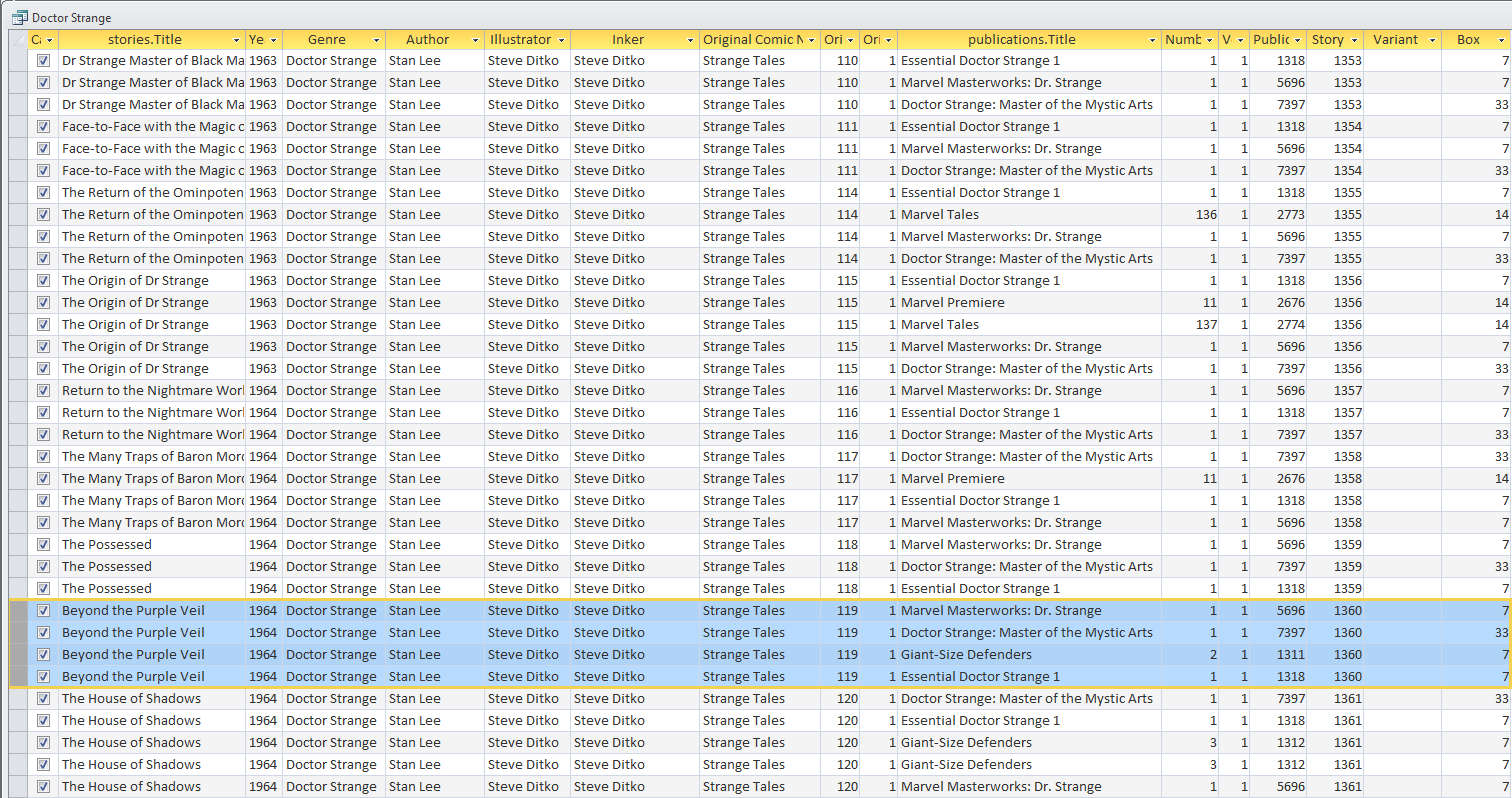 Doctor Strange
Ca stories.Title Ye Genre Author Illustrator Inker Original Comic N Ori Ori publications.Title Numb V Public Story Variant Box
Dr Strange Master of Black Ma 1963 Doctor Strange Stan Lee Steve Ditko Steve Ditko Strange Tales 110 1 Essential Doctor Strange 1 1 1 1318 1353 7
Dr Strange Master of Black Ma 1963 Doctor Strange Stan Lee Steve Ditko Steve Ditko Strange Tales 110 1 Marvel Masterworks: Dr. Strange 1 1 5696 1353 7
Dr Strange Master of Black Ma 1963 Doctor Strange Stan Lee Steve Ditko Steve Ditko Strange Tales 110 1 Doctor Strange: Master of the Mystic Arts 1 1 7397 1353 33
Face-to-Face with the Magic c 1963 Doctor Strange Stan Lee Steve Ditko Steve Ditko Strange Tales 111 1 Essential Doctor Strange 1 1 1 1318 1354 7
Face-to-Face with the Magic c 1963 Doctor Strange Stan Lee Steve Ditko Steve Ditko Strange Tales 111 1 Marvel Masterworks: Dr. Strange 1 1 5696 1354 7
Face-to-Face with the Magic c 1963 Doctor Strange Stan Lee Steve Ditko Steve Ditko Strange Tales 111 1 Doctor Strange: Master of the Mystic Arts 1 1 7397 1354 33
The Return of the Ominpoten 1963 Doctor Strange Stan Lee Steve Ditko Steve Ditko Strange Tales 114 1 Essential Doctor Strange 1 1 1 1318 1355 7
The Return of the Ominpoten 1963 Doctor Strange Stan Lee Steve Ditko Steve Ditko Strange Tales 114 1 Marvel Tales 136 1 2773 1355 14
The Return of the Ominpoten 1963 Doctor Strange Stan Lee Steve Ditko Steve Ditko Strange Tales 114 1 Marvel Masterworks: Dr. Strange 1 1 5696 1355 7
The Return of the Ominpoten 1963 Doctor Strange Stan Lee Steve Ditko Steve Ditko Strange Tales 114 1 Doctor Strange: Master of the Mystic Arts 1 1 7397 1355 33
The Origin of Dr Strange 1963 Doctor Strange Stan Lee Steve Ditko Steve Ditko Strange Tales 115 1 Essential Doctor Strange 1 1 1 1318 1356 7
The Origin of Dr Strange 1963 Doctor Strange Stan Lee Steve Ditko Steve Ditko Strange Tales 115 1 Marvel Premiere 11 1 2676 1356 14
The Origin of Dr Strange 1963 Doctor Strange Stan Lee Steve Ditko Steve Ditko Strange Tales 115 1 Marvel Tales 137 1 2774 1356 14
The Origin of Dr Strange 1963 Doctor Strange Stan Lee Steve Ditko Steve Ditko Strange Tales 115 1 Marvel Masterworks: Dr. Strange 1 1 5696 1356 7
The Origin of Dr Strange 1963 Doctor Strange Stan Lee Steve Ditko Steve Ditko Strange Tales 115 1 Doctor Strange: Master of the Mystic Arts 1 1 7397 1356 33
Return to the Nightmare Worl 1964 Doctor Strange Stan Lee Steve Ditko Steve Ditko Strange Tales 116 1 Marvel Masterworks: Dr. Strange 1 1 5696 1357 7
Return to the Nightmare Worl 1964 Doctor Strange Stan Lee Steve Ditko Steve Ditko Strange Tales 116 1 Essential Doctor Strange 1 1 1 1318 1357 7
Return to the Nightmare Worl 1964 Doctor Strange Stan Lee Steve Ditko Steve Ditko Strange Tales 116 1 Doctor Strange: Master of the Mystic Arts 1 1 7397 1357 33
The Many Traps of Baron Mord 1964 Doctor Strange Stan Lee Steve Ditko Steve Ditko Strange Tales 117 1 Doctor Strange: Master of the Mystic Arts 1 1 7397 1358 33
The Many Traps of Baron Mord 1964 Doctor Strange Stan Lee Steve Ditko Steve Ditko Strange Tales 117 1 Marvel Premiere 11 1 2676 1358 14
The Many Traps of Baron Mord 1964 Doctor Strange Stan Lee Steve Ditko Steve Ditko Strange Tales 117 1 Essential Doctor Strange 1 1 1 1318 1358 7
The Many Traps of Baron Mord 1964 Doctor Strange Stan Lee Steve Ditko Steve Ditko Strange Tales 117 1 Marvel Masterworks: Dr. Strange 1 1 5696 1358 7
The Possessed 1964 Doctor Strange Stan Lee Steve Ditko Steve Ditko Strange Tales 118 1 Marvel Masterworks: Dr. Strange 1 1 5696 1359 7
The Possessed 1964 Doctor Strange Stan Lee Steve Ditko Steve Ditko Strange Tales 118 1 Doctor Strange: Master of the Mystic Arts 1 1 7397 1359 33
The Possessed 1964 Doctor Strange Stan Lee Steve Ditko Steve Ditko Strange Tales 118 1 Essential Doctor Strange 1 1 1 1318 1359 7
Beyond the Purple Veil 1964 Doctor Strange Stan Lee Steve Ditko Steve Ditko Strange Tales 119 1 Marvel Masterworks: Dr. Strange 1 1 5696 1360 7
Beyond the Purple Veil 1964 Doctor Strange Stan Lee Steve Ditko Steve Ditko Strange Tales 119 1 Doctor Strange: Master of the Mystic Arts 1 1 7397 1360 33
Beyond the Purple Veil 1964 Doctor Strange Stan Lee Steve Ditko Steve Ditko Strange Tales 119 1 Giant-Size Defenders 2 1 1311 1360 7
Beyond the Purple Veil 1964 Doctor Strange Stan Lee Steve Ditko Steve Ditko Strange Tales 119 1 Essential Doctor Strange 1 1 1 1318 1360 7
The House of Shadows 1964 Doctor Strange Stan Lee Steve Ditko Steve Ditko Strange Tales 120 1 Doctor Strange: Master of the Mystic Arts 1 1 7397 1361 33
The House of Shadows 1964 Doctor Strange Stan Lee Steve Ditko Steve Ditko Strange Tales 120 1 Essential Doctor Strange 1 1 1 1318 1361 7
The House of Shadows 1964 Doctor Strange Stan Lee Steve Ditko Steve Ditko Strange Tales 120 1 Giant-Size Defenders 3 1 1312 1361 7
The House of Shadows 1964 Doctor Strange Stan Lee Steve Ditko Steve Ditko Strange Tales 120 1 Giant-Size Defenders 3 1 1312 1361 7
The House of Shadows 1964 Doctor Strange Stan Lee Steve Ditko Steve Ditko Strange Tales 120 1 Marvel Masterworks: Dr. Strange 1 1 5696 1361 7